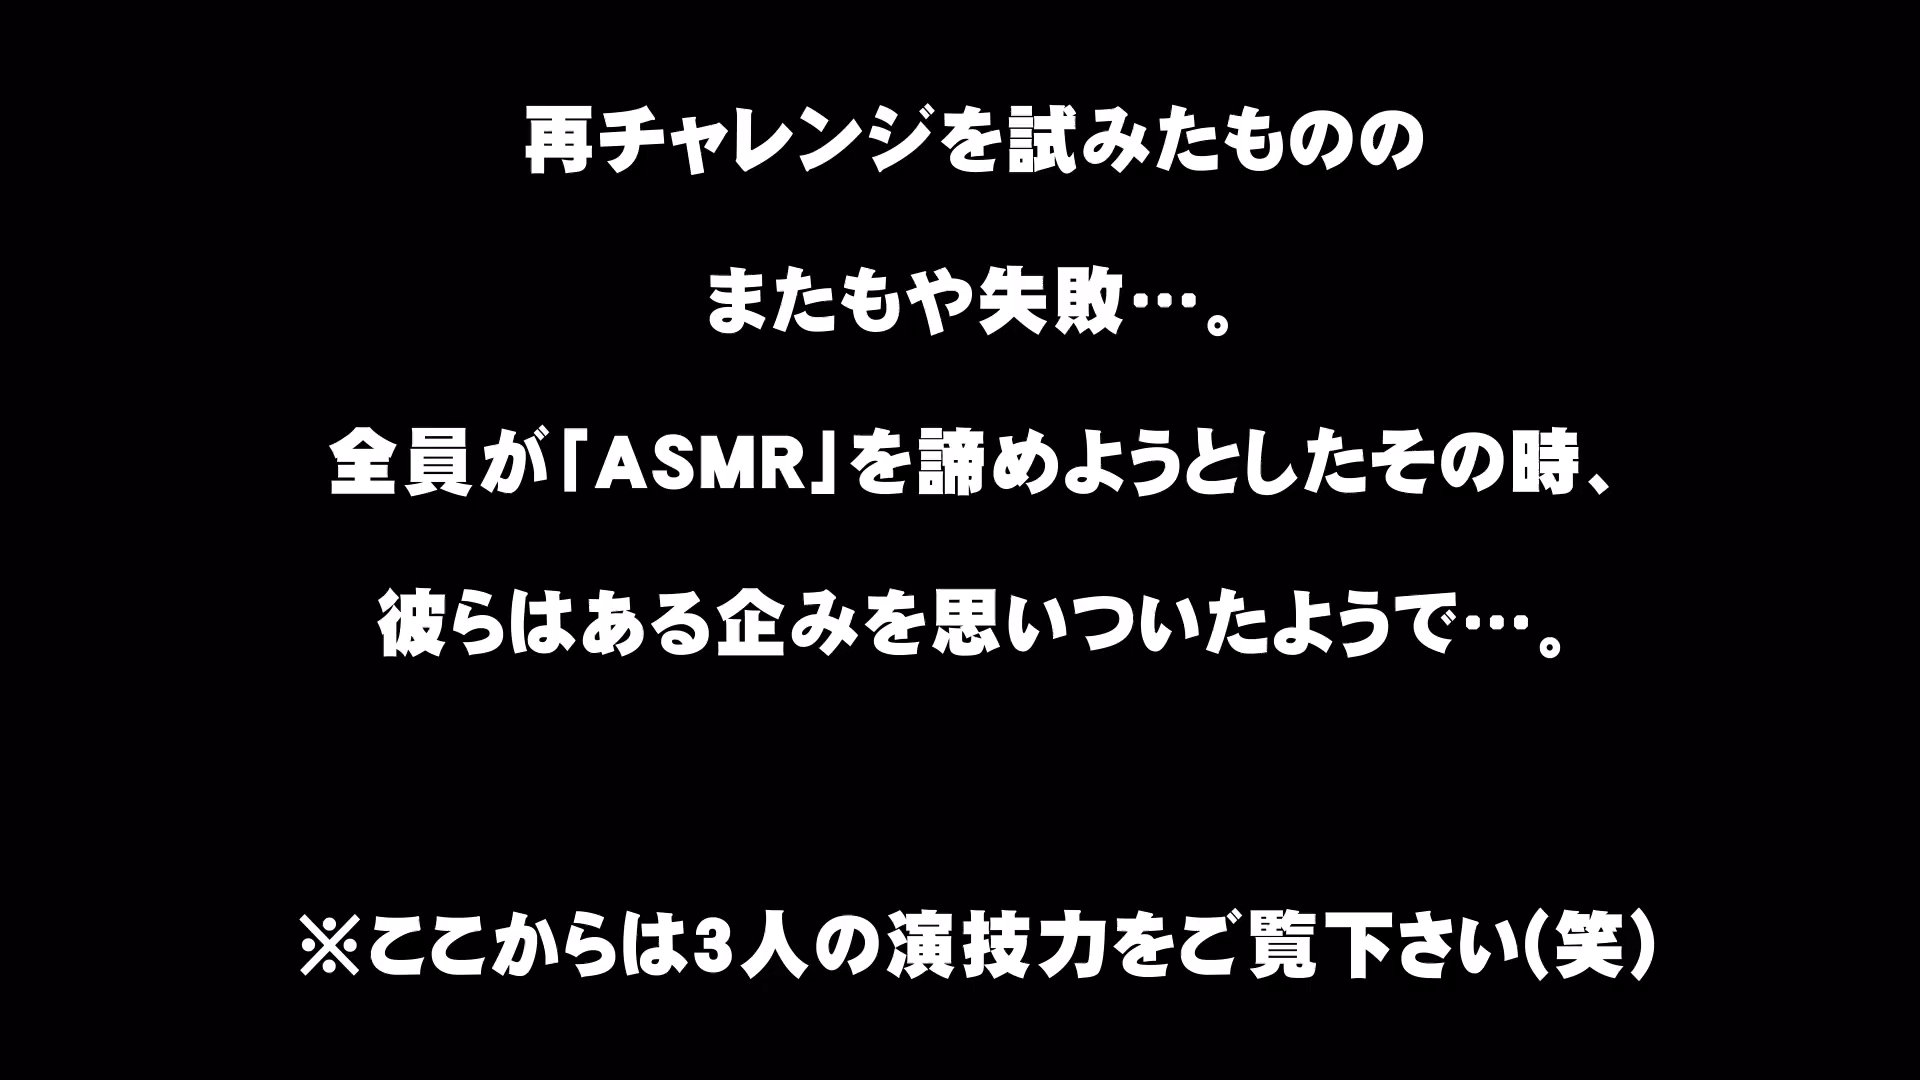 再チャレンジを試みたものの
またもや失敗…。
全員が「ASMR」を諦めようとしたその時、
彼らはある企みを思いついたようで…。
※ここからは3人の演技力をご覧下さい(笑)